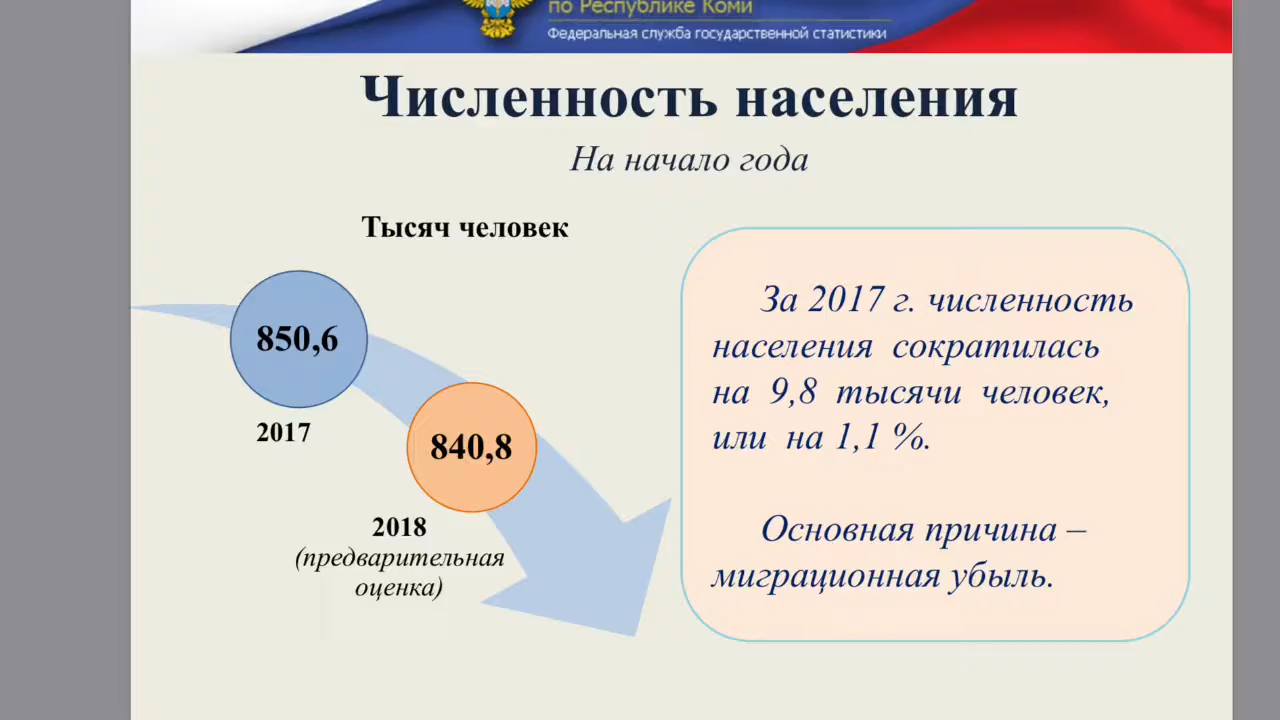 по Республике Коми
Федеральная служба государственной статистики
Численность населения
На начало года
Тысяч человек
850,6
2017
840,8
2018
(предварительная
оценка)
За 2017 г. численность
населения сократилась
на 9,8 тысячи человек,
или на 1,1 %.
Основная причина –
миграционная убыль.